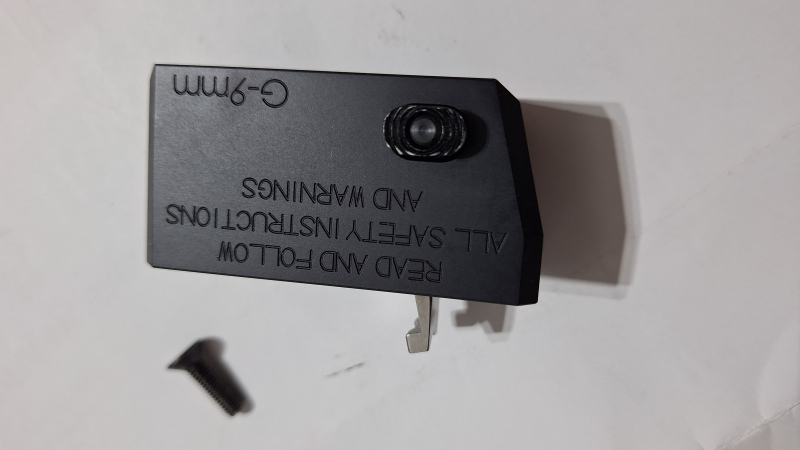 READ AND FOLLOW
ALL SAFETY INSTRUCTIONS
AND WARNINGS
G-9mm